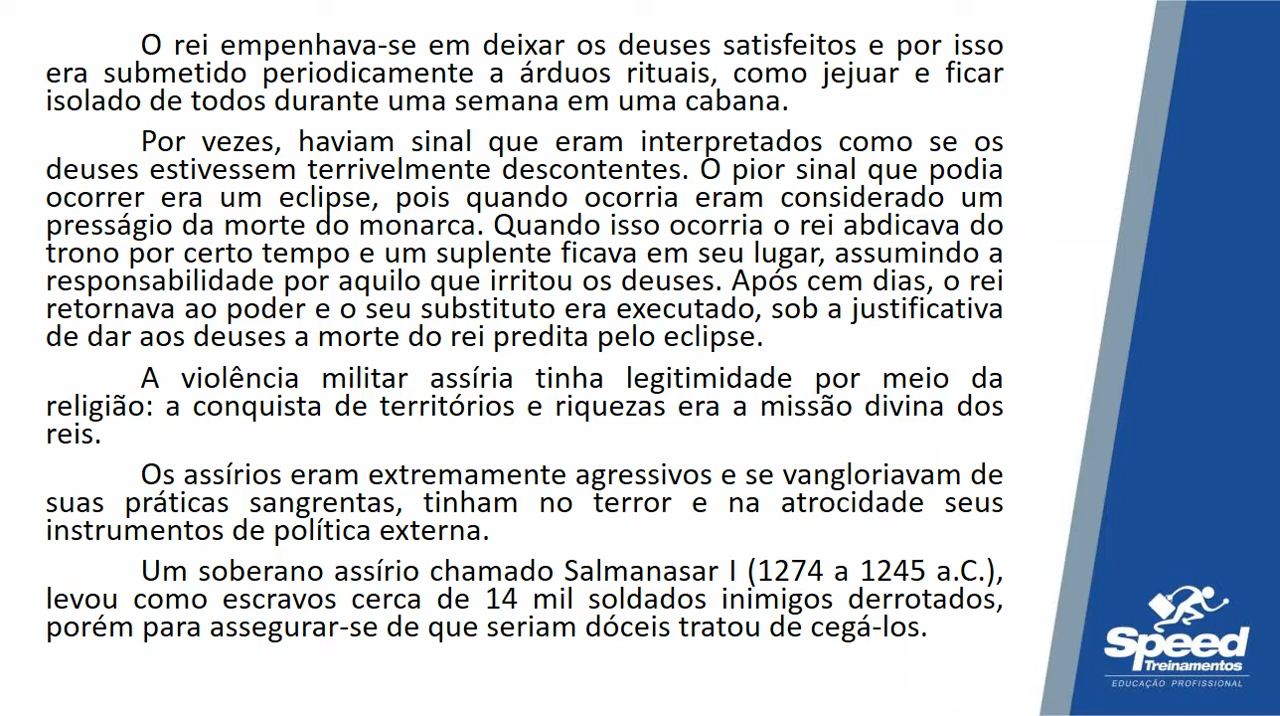 O rei empenhava-se em deixar os deuses satisfeitos e por isso
era submetido periodicamente a árduos rituais, como jejuar e ficar
isolado de todos durante uma semana em uma cabana.
Por vezes, haviam sinal que eram interpretados como se os
deuses estivessem terrivelmente descontentes. O pior sinal que podia
ocorrer era um eclipse, pois quando ocorria eram considerado um
presságio da morte do monarca. Quando isso ocorria o rei abdicava do
trono por certo tempo e um suplente ficava em seu lugar, assumindo a
responsabilidade por aquilo que irritou os deuses. Após cem dias, o rei
retornava ao poder e o seu substituto era executado, sob a justificativa
de dar aos deuses a morte do rei predita pelo eclipse.
A violência militar assíria tinha legitimidade por meio da
religião: a conquista de territórios e riquezas era a missão divina dos
reis.
Os assírios eram extremamente agressivos e se vangloriavam de
suas práticas sangrentas, tinham no terror e na atrocidade seus
instrumentos de política externa.
Um soberano assírio chamado Salmanasar I (1274 a 1245 a.C.),
levou como escravos cerca de 14 mil soldados inimigos derrotados,
porém para assegurar-se de que seriam dóceis tratou de cegá-los.
Speed
Treinamentos
EDUCAÇÃO PROFISSIONAL